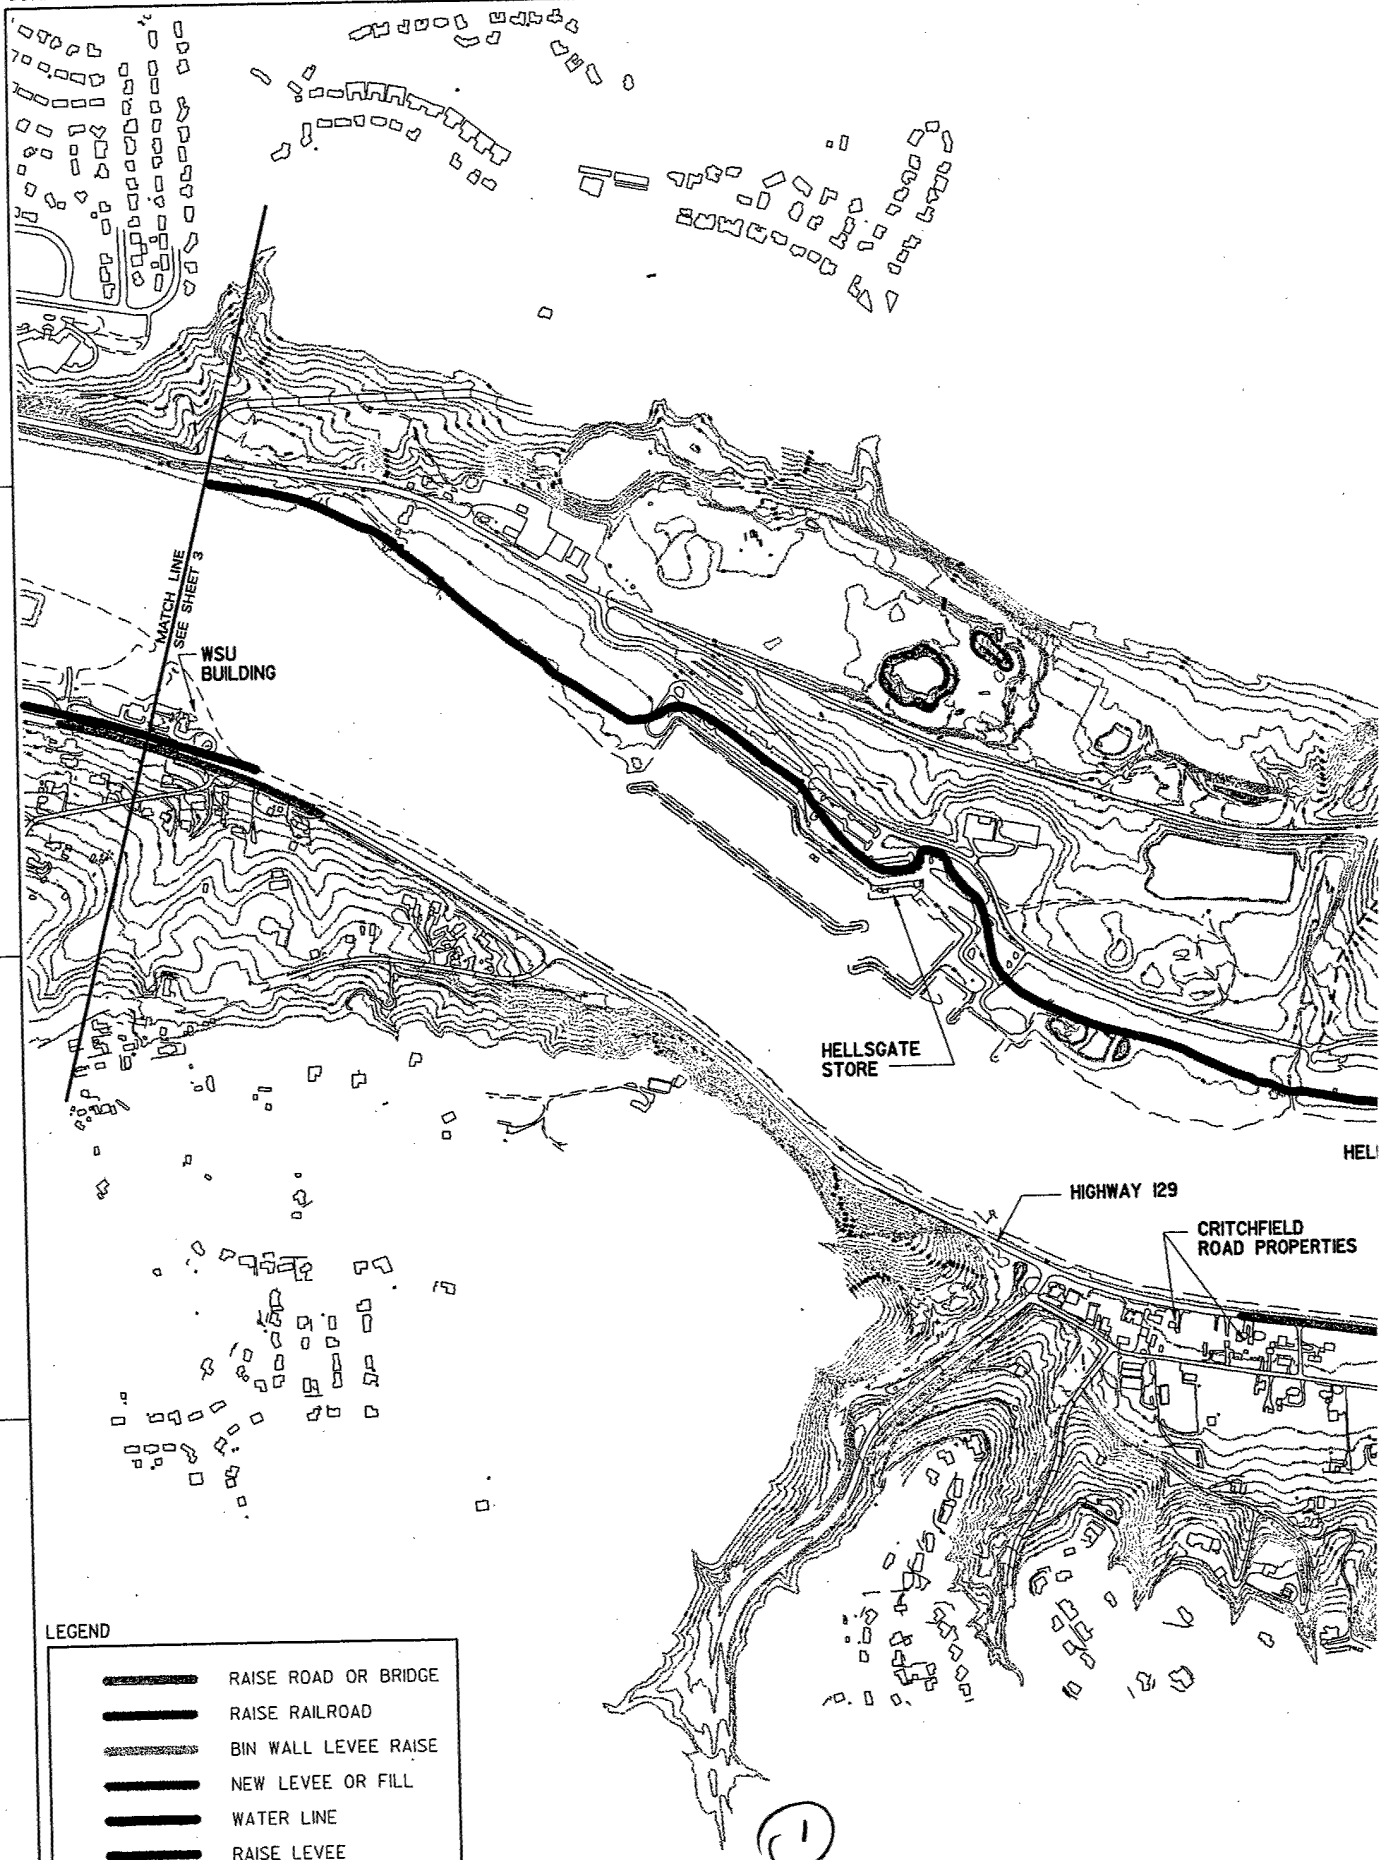 MATCH LINE
SEE SHEET 3
WSU
BUILDING
HELLSGATE
STORE
HEL
HIGHWAY 129
CRITCHFIELD
ROAD PROPERTIES
LEGEND
RAISE ROAD OR BRIDGE
RAISE RAILROAD
BIN WALL LEVEE RAISE
NEW LEVEE OR FILL
WATER LINE
RAISE LEVEE